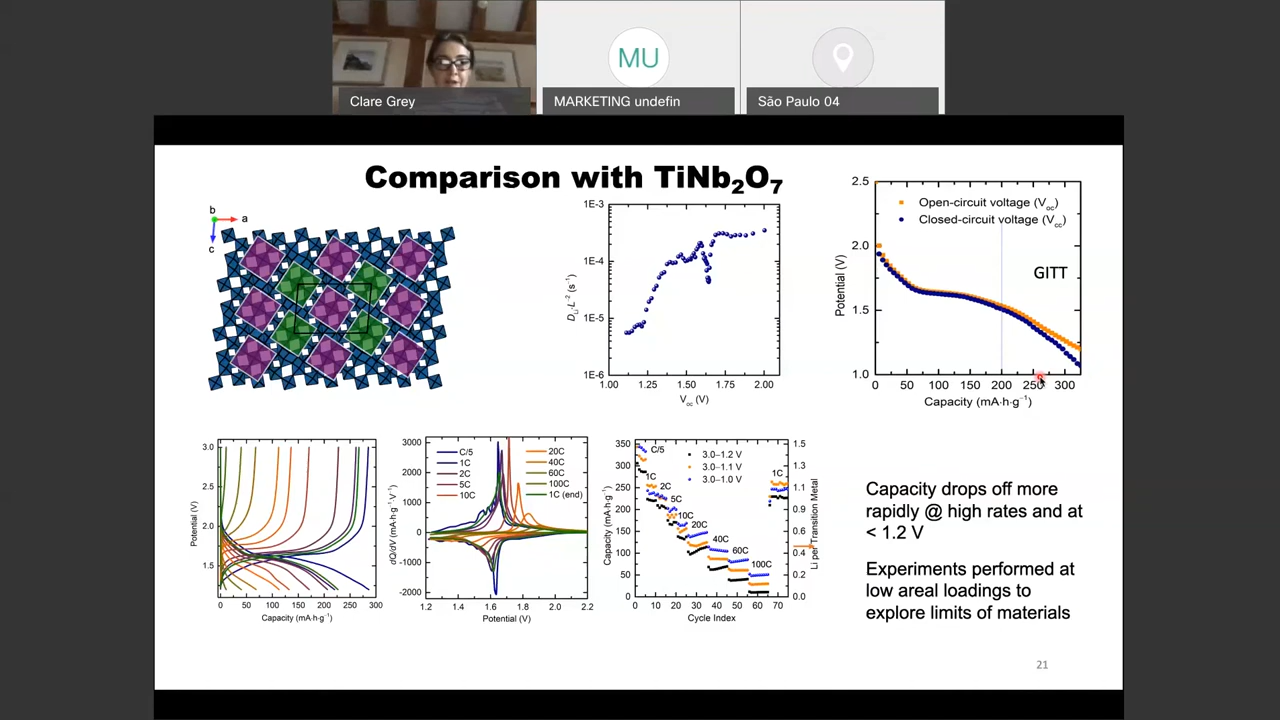 Clare Grey
MU
MARKETING undefin
São Paulo 04
Comparison with TiNb₂O₇
b
a
c
1E-3
1E-4
1E-5
1E-6
D_Li·L⁻² (s⁻¹)
1.00 1.25 1.50 1.75 2.00
V_oc (V)
2.5
2.0
1.5
1.0
Potential (V)
Open-circuit voltage (V_oc)
Closed-circuit voltage (V_cc)
GITT
0 50 100 150 200 250 300
Capacity (mA·h·g⁻¹)
3.0
2.5
2.0
1.5
Potential (V)
0 50 100 150 200 250 300
Capacity (mA·h·g⁻¹)
3000
2000
1000
0
-1000
-2000
dQ/dV (mA·h·g⁻¹·V⁻¹)
C/5
1C
2C
5C
10C
20C
40C
60C
100C
1C (end)
1.2 1.4 1.6 1.8 2.0 2.2
Potential (V)
350
300
250
200
150
100
50
0
Capacity (mA·h·g⁻¹)
C/5
1C
2C
5C
10C
20C
40C
60C
100C
1C
3.0–1.2 V
3.0–1.1 V
3.0–1.0 V
1.5
1.3
1.1
0.9
0.6
0.4
0.2
0.0
Li per Transition Metal
0 10 20 30 40 50 60 70
Cycle Index
Capacity drops off more
rapidly @ high rates and at
< 1.2 V
Experiments performed at
low areal loadings to
explore limits of materials
21